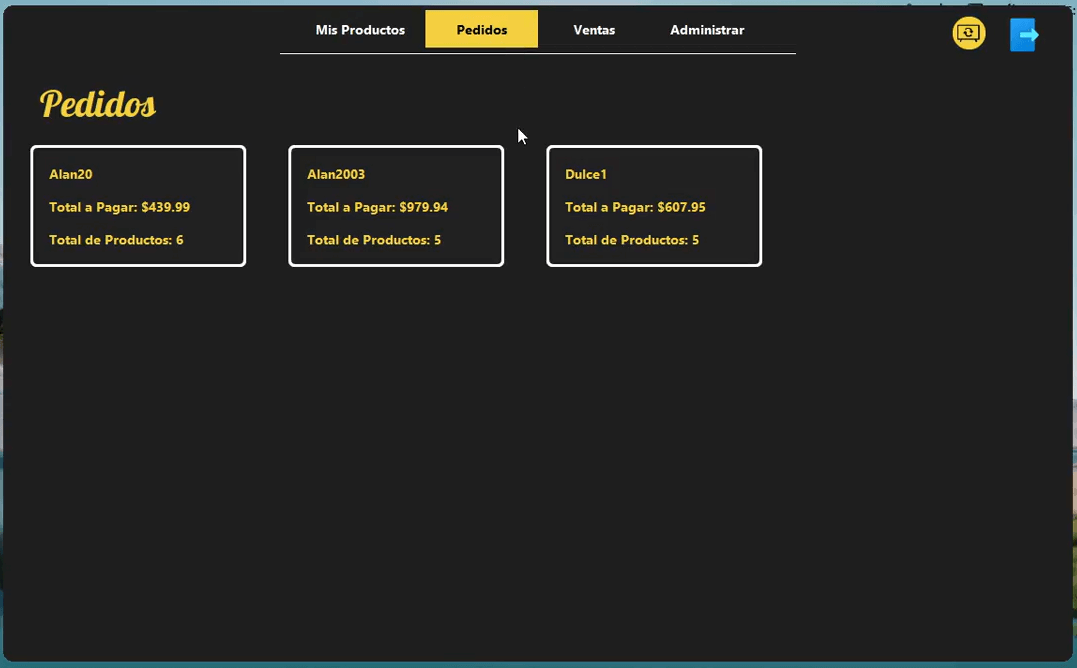 Mis Productos
Pedidos
Ventas
Administrar
Pedidos
Alan20
Total a Pagar: $439.99
Total de Productos: 6
Alan2003
Total a Pagar: $979.94
Total de Productos: 5
Dulce1
Total a Pagar: $607.95
Total de Productos: 5